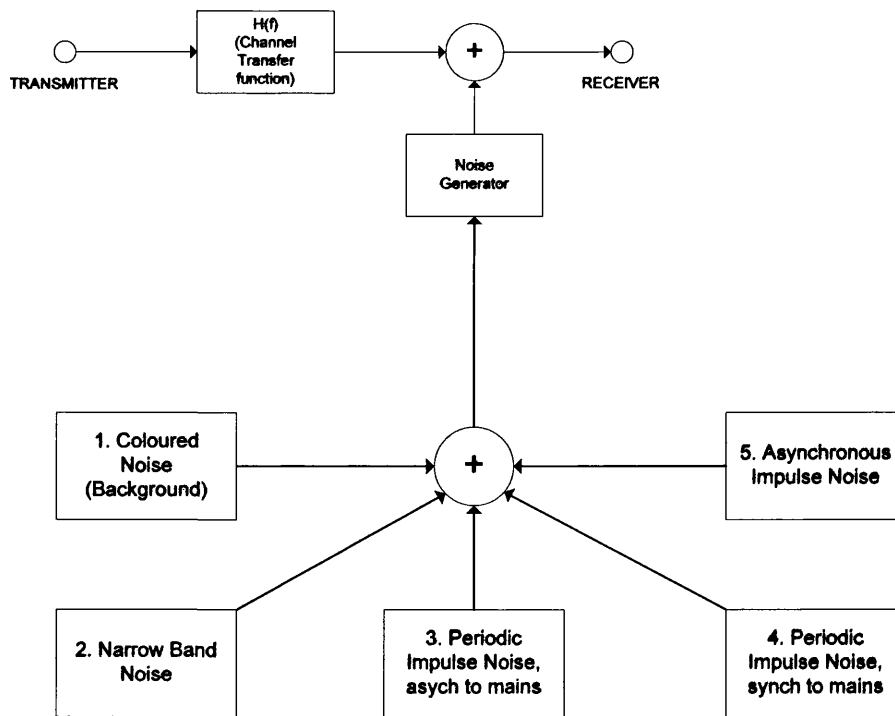 H(f)
(Channel
Transfer
function)
+
TRANSMITTER
RECEIVER
Noise
Generator
1. Coloured
Noise
(Background)
+
5. Asynchronous
Impulse Noise
2. Narrow Band
Noise
3. Periodic
Impulse Noise,
asych to mains
4. Periodic
Impulse Noise,
synch to mains